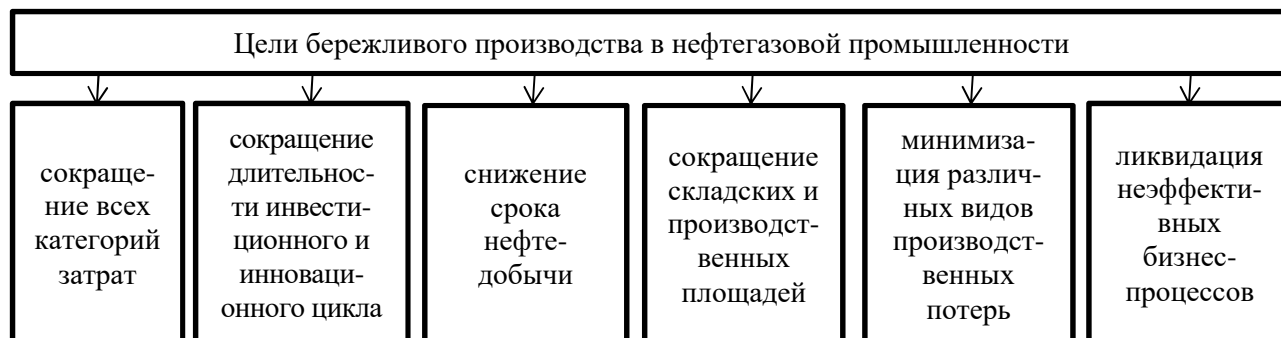 Цели бережливого производства в нефтегазовой промышленности
сокраще-
ние всех
категорий
затрат
сокращение
длительнос-
ти инвести-
ционного и
инноваци-
онного цикла
снижение
срока
нефте-
добычи
сокращение
складских и
производст-
венных
площадей
минимиза-
ция различ-
ных видов
производст-
венных
потерь
ликвидация
неэффекти-
вных
бизнес-
процессов